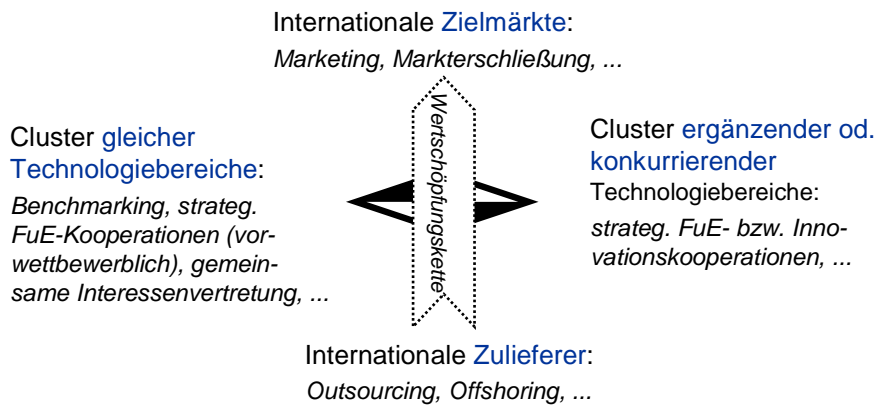 Internationale Zielmärkte:
Marketing, Markterschließung, ...
Wertschöpfungskette
Cluster gleicher
Technologiebereiche:
Benchmarking, strateg.
FuE-Kooperationen (vor-
wettbewerblich), gemein-
same Interessenvertretung, ...
Cluster ergänzender od.
konkurrierender
Technologiebereiche:
strateg. FuE- bzw. Inno-
vationskooperationen, ...
Internationale Zulieferer:
Outsourcing, Offshoring, ...